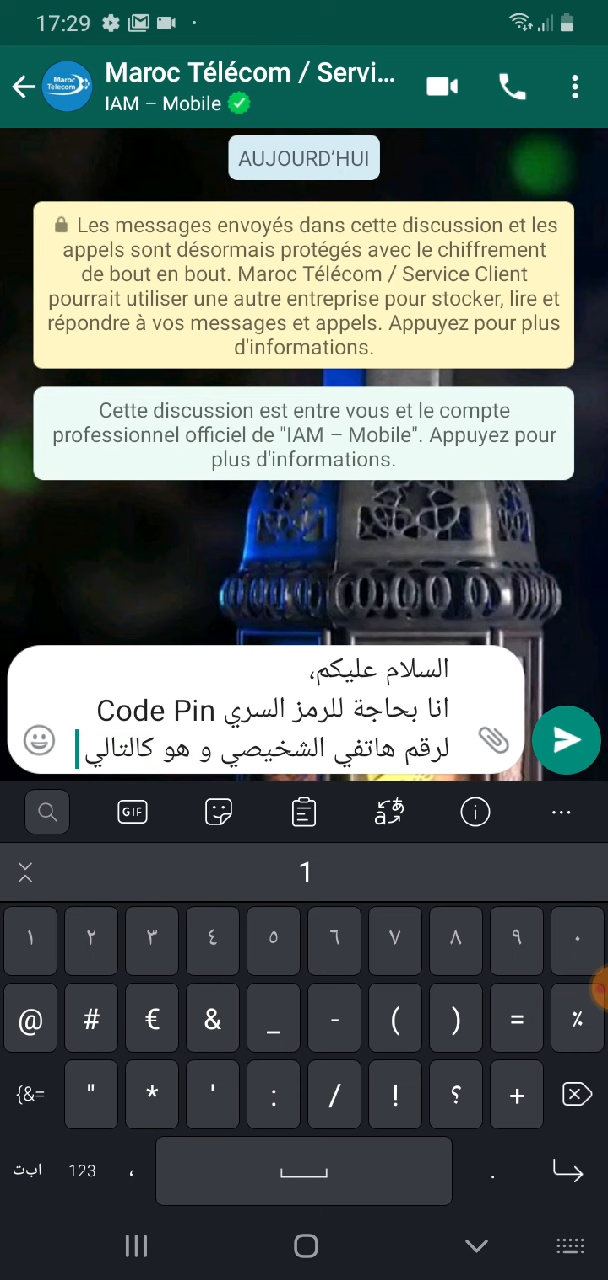 17:29
Maroc Télécom / Servi...
IAM – Mobile
Maroc
Telecom
AUJOURD'HUI
Les messages envoyés dans cette discussion et les
appels sont désormais protégés avec le chiffrement
de bout en bout. Maroc Télécom / Service Client
pourrait utiliser une autre entreprise pour stocker, lire et
répondre à vos messages et appels. Appuyez pour plus
d'informations.
Cette discussion est entre vous et le compte
professionnel officiel de "IAM – Mobile". Appuyez pour
plus d'informations.
السلام عليكم،
انا بحاجة للرمز السري Code Pin
لرقم هاتفي الشخيصي و هو كالتالي
GIF
1
١ ٢ ٣ ٤ ٥ ٦ ٧ ٨ ٩ ٠
@ # € & _ - ( ) = ٪
{&= " * ' : / ! ؟ +
ابت 123 ، .